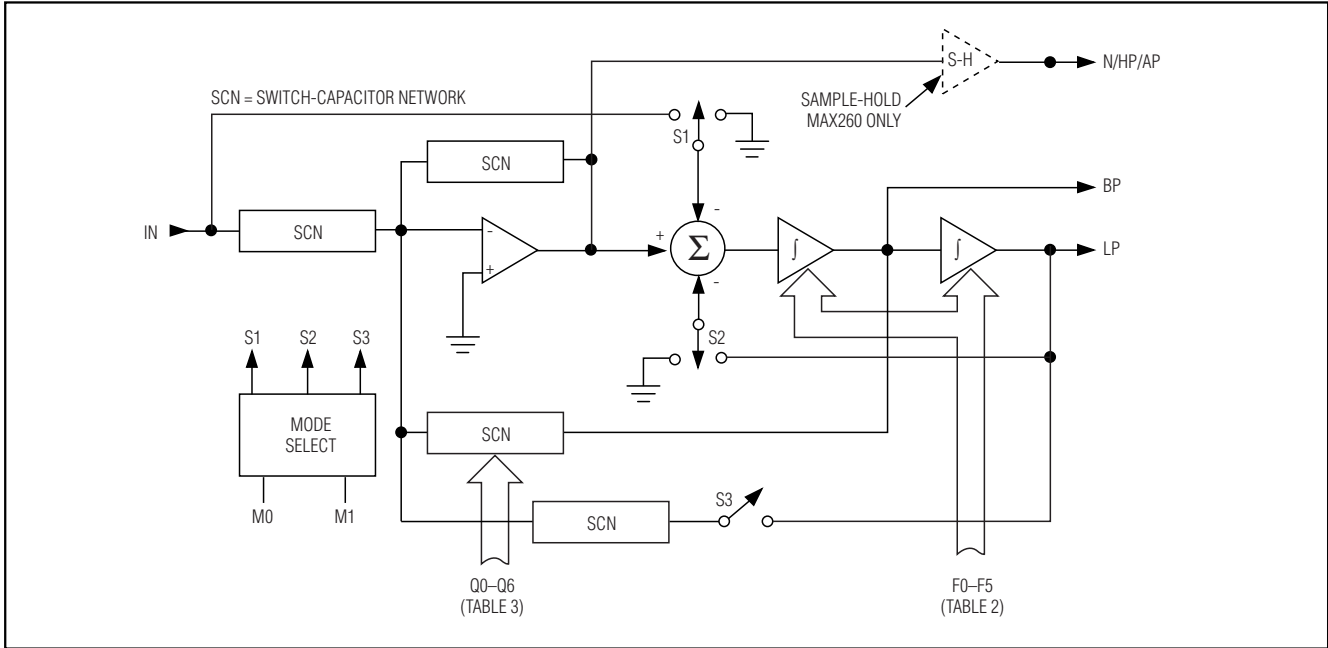 S-H
N/HP/AP
SCN = SWITCH-CAPACITOR NETWORK
SAMPLE-HOLD
MAX260 ONLY
S1
SCN
BP
IN
SCN
-
+
+
-
Σ
-
∫
∫
LP
S1 S2 S3
S2
MODE
SELECT
SCN
M0 M1
S3
SCN
Q0–Q6
(TABLE 3)
F0–F5
(TABLE 2)